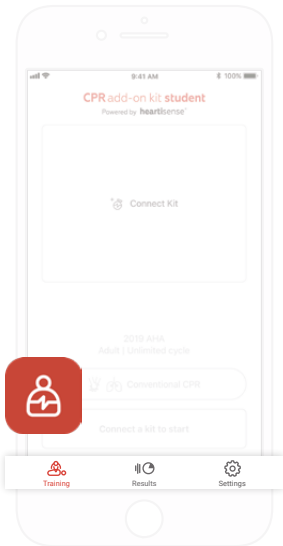 9:41 AM 100%
CPR add-on kit student
Powered by heartisense
Connect Kit
2018 AHA
Adult | Unlimited cycle
Conventional CPR
Connect a kit to start
Training Results Settings